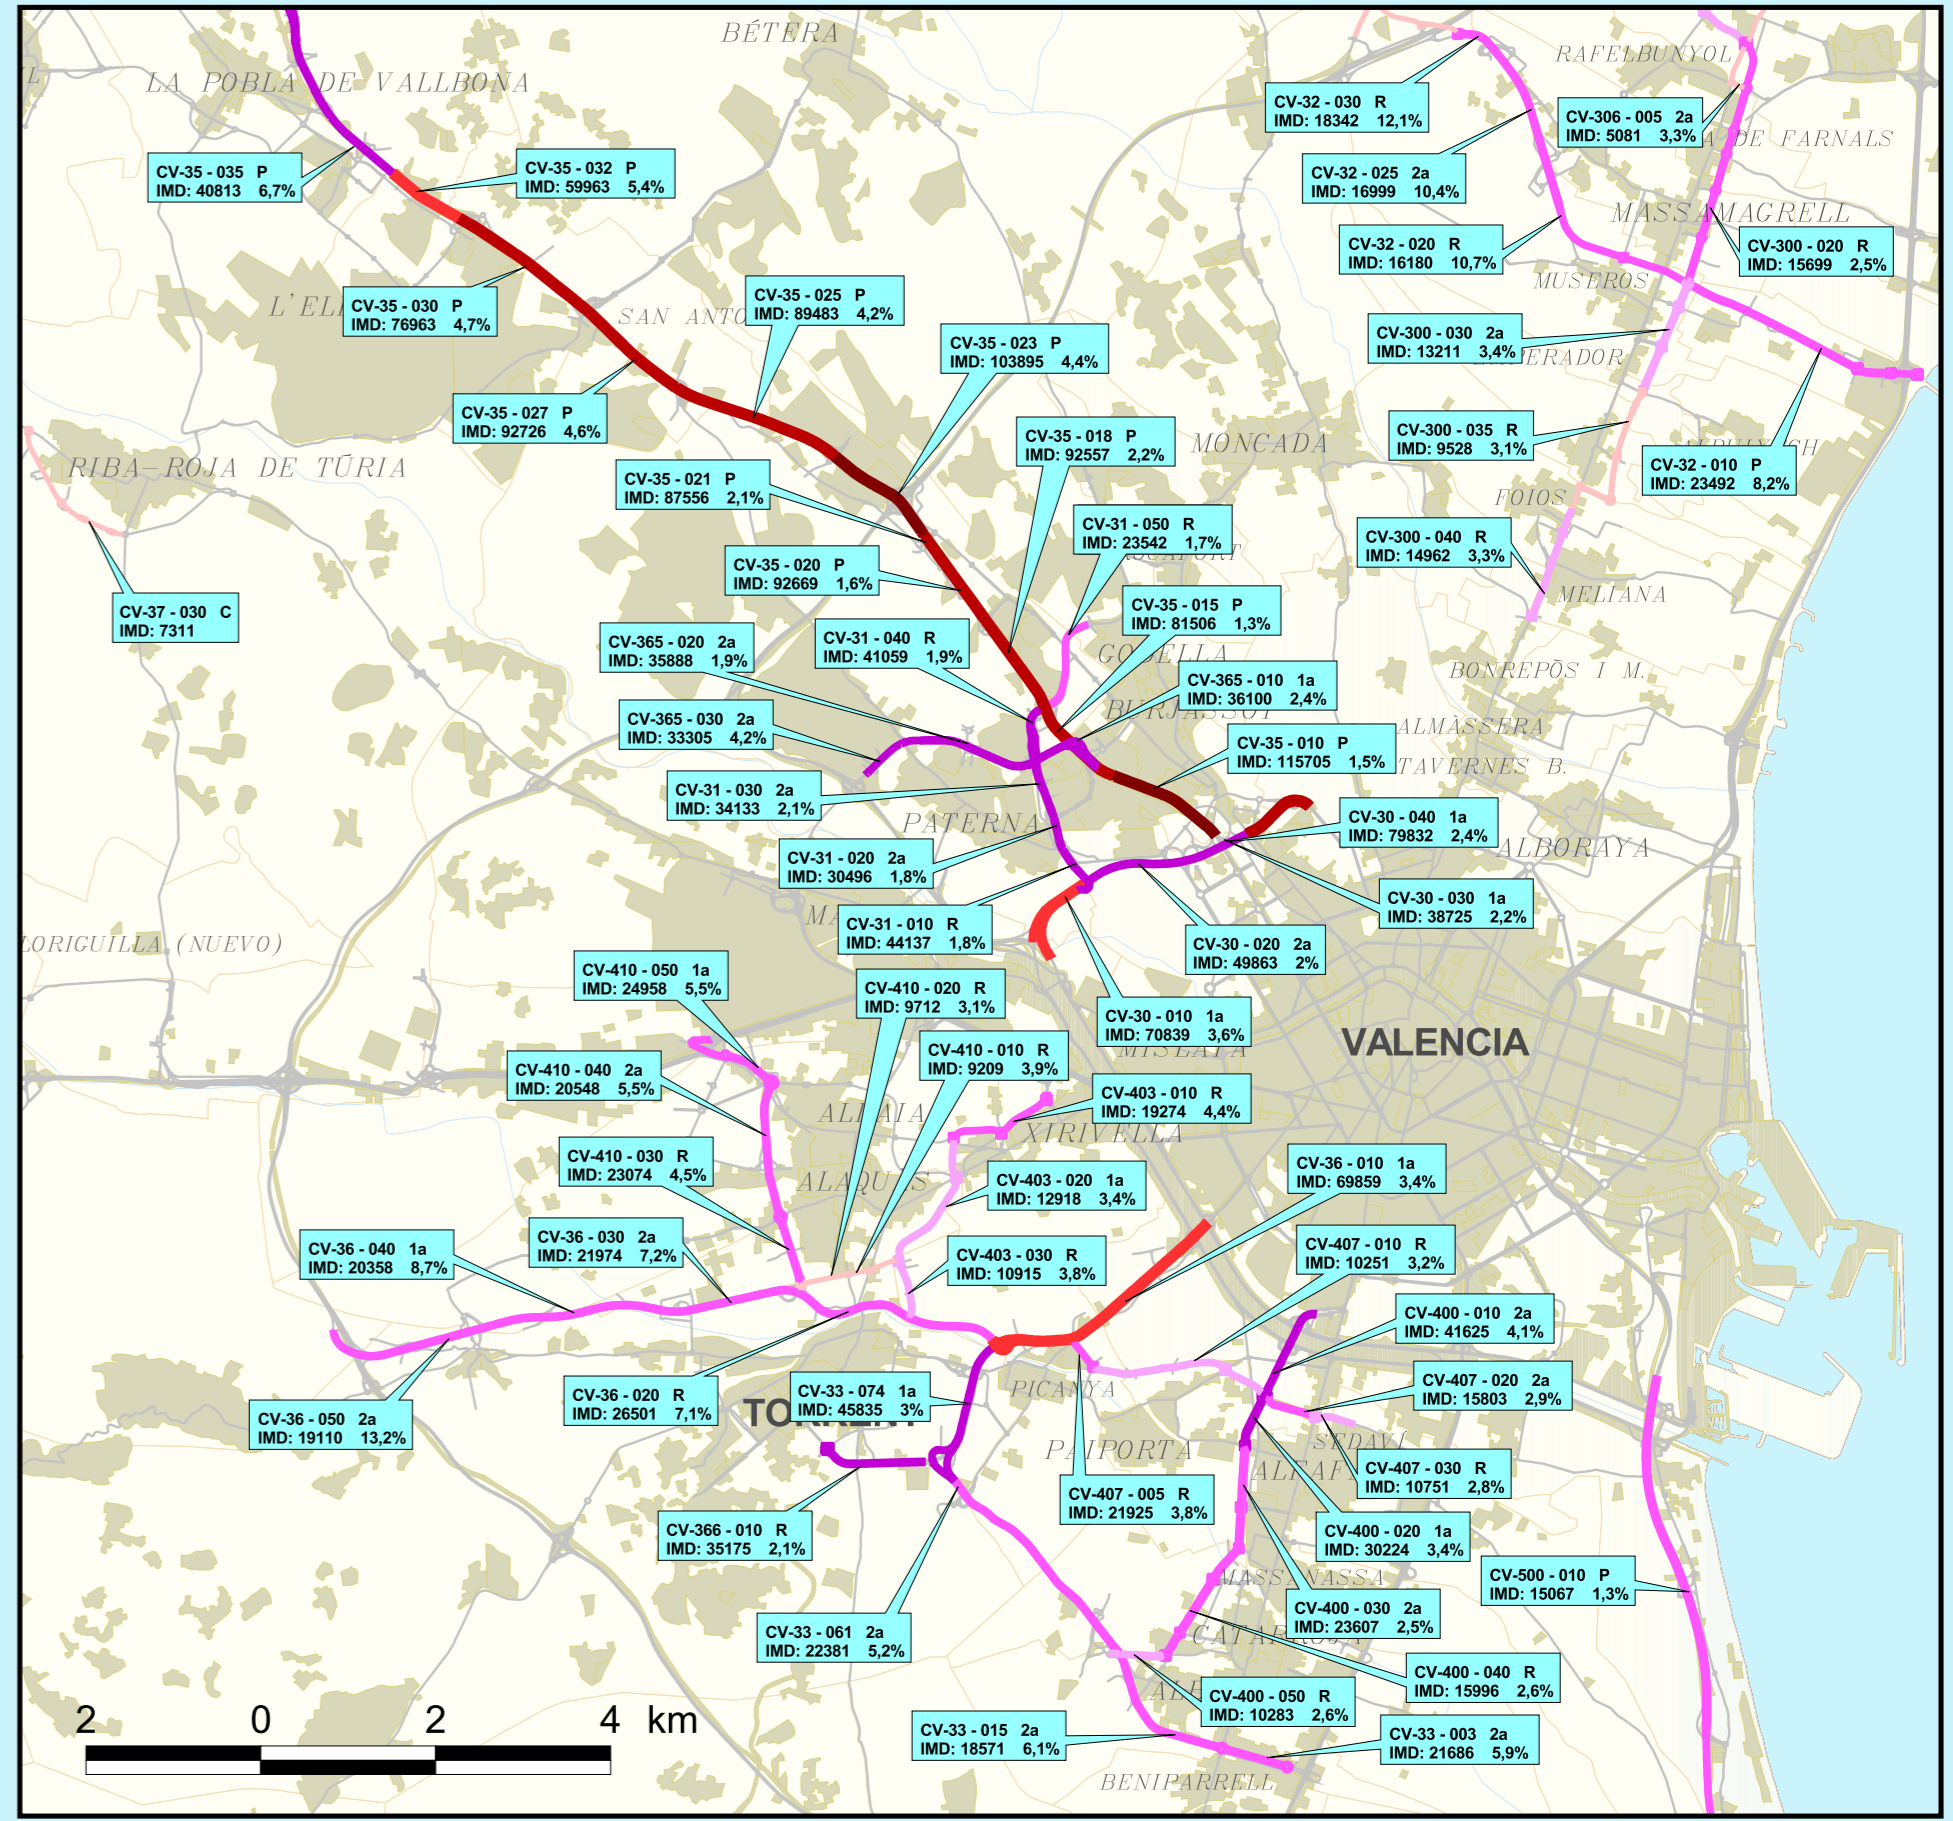 BÉTERA
RAFELBUNYOL
LA POBLA DE VALLBONA
CV-32 - 030 R
IMD: 18342 12,1%
CV-306 - 005 2a
IMD: 5081 3,3%
A DE FARNALS
CV-35 - 035 P
IMD: 40813 6,7%
CV-35 - 032 P
IMD: 59963 5,4%
CV-32 - 025 2a
IMD: 16999 10,4%
MASSAMAGRELL
CV-32 - 020 R
IMD: 16180 10,7%
CV-300 - 020 R
IMD: 15699 2,5%
MUSEROS
L'EL
CV-35 - 030 P
IMD: 76963 4,7%
SAN ANTO
CV-35 - 025 P
IMD: 89483 4,2%
CV-35 - 023 P
IMD: 103895 4,4%
CV-300 - 030 2a
IMD: 13211 3,4%
PERADOR
CV-35 - 027 P
IMD: 92726 4,6%
CV-35 - 018 P
IMD: 92557 2,2%
MONCADA
CV-300 - 035 R
IMD: 9528 3,1%
CV-32 - 010 P
IMD: 23492 8,2%
RIBA-ROJA DE TÚRIA
CV-35 - 021 P
IMD: 87556 2,1%
FOIOS
CV-31 - 050 R
IMD: 23542 1,7%
CV-300 - 040 R
IMD: 14962 3,3%
CV-35 - 020 P
IMD: 92669 1,6%
MELIANA
CV-37 - 030 C
IMD: 7311
CV-35 - 015 P
IMD: 81506 1,3%
CV-365 - 020 2a
IMD: 35888 1,9%
CV-31 - 040 R
IMD: 41059 1,9%
GODELLA
BONREPÒS I M.
CV-365 - 010 1a
IMD: 36100 2,4%
CV-365 - 030 2a
IMD: 33305 4,2%
BURJASSOT
ALMÀSSERA
CV-35 - 010 P
IMD: 115705 1,5%
TAVERNES B.
CV-31 - 030 2a
IMD: 34133 2,1%
PATERNA
CV-30 - 040 1a
IMD: 79832 2,4%
ALBORAYA
CV-31 - 020 2a
IMD: 30496 1,8%
CV-30 - 030 1a
IMD: 38725 2,2%
MA
CV-31 - 010 R
IMD: 44137 1,8%
LORIGUILLA (NUEVO)
CV-30 - 020 2a
IMD: 49863 2%
CV-410 - 050 1a
IMD: 24958 5,5%
CV-410 - 020 R
IMD: 9712 3,1%
CV-30 - 010 1a
IMD: 70839 3,6%
MISLATA
VALENCIA
CV-410 - 010 R
IMD: 9209 3,9%
CV-410 - 040 2a
IMD: 20548 5,5%
CV-403 - 010 R
IMD: 19274 4,4%
ALDAIA
XIRIVELLA
CV-410 - 030 R
IMD: 23074 4,5%
CV-36 - 010 1a
IMD: 69859 3,4%
ALAQUÀS
CV-403 - 020 1a
IMD: 12918 3,4%
CV-36 - 040 1a
IMD: 20358 8,7%
CV-36 - 030 2a
IMD: 21974 7,2%
CV-403 - 030 R
IMD: 10915 3,8%
CV-407 - 010 R
IMD: 10251 3,2%
CV-400 - 010 2a
IMD: 41625 4,1%
CV-36 - 050 2a
IMD: 19110 13,2%
CV-36 - 020 R
IMD: 26501 7,1%
CV-33 - 074 1a
IMD: 45835 3%
TORRENT
PICANYA
CV-407 - 020 2a
IMD: 15803 2,9%
SEDAVÍ
PAIPORTA
ALFAF
CV-407 - 030 R
IMD: 10751 2,8%
CV-407 - 005 R
IMD: 21925 3,8%
CV-366 - 010 R
IMD: 35175 2,1%
CV-400 - 020 1a
IMD: 30224 3,4%
MASSANASSA
CV-500 - 010 P
IMD: 15067 1,3%
CV-400 - 030 2a
IMD: 23607 2,5%
CV-33 - 061 2a
IMD: 22381 5,2%
CATARROJA
CV-400 - 040 R
IMD: 15996 2,6%
CV-400 - 050 R
IMD: 10283 2,6%
CV-33 - 015 2a
IMD: 18571 6,1%
CV-33 - 003 2a
IMD: 21686 5,9%
BENIPARRELL
2 0 2 4 km